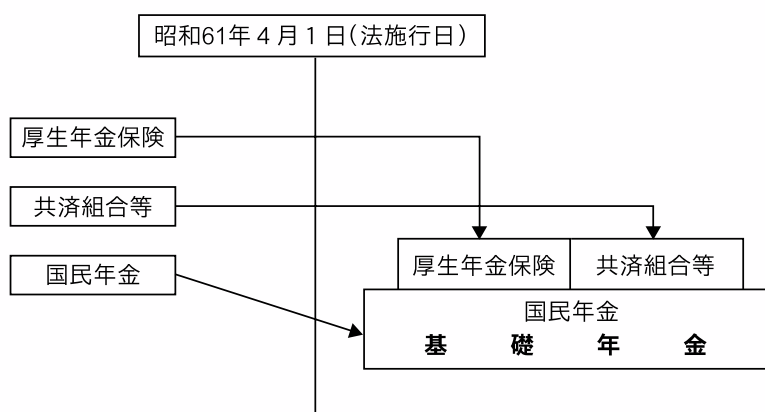 昭和61年４月１日(法施行日)
厚生年金保険
共済組合等
国民年金
厚生年金保険
共済組合等
国民年金
基礎年金